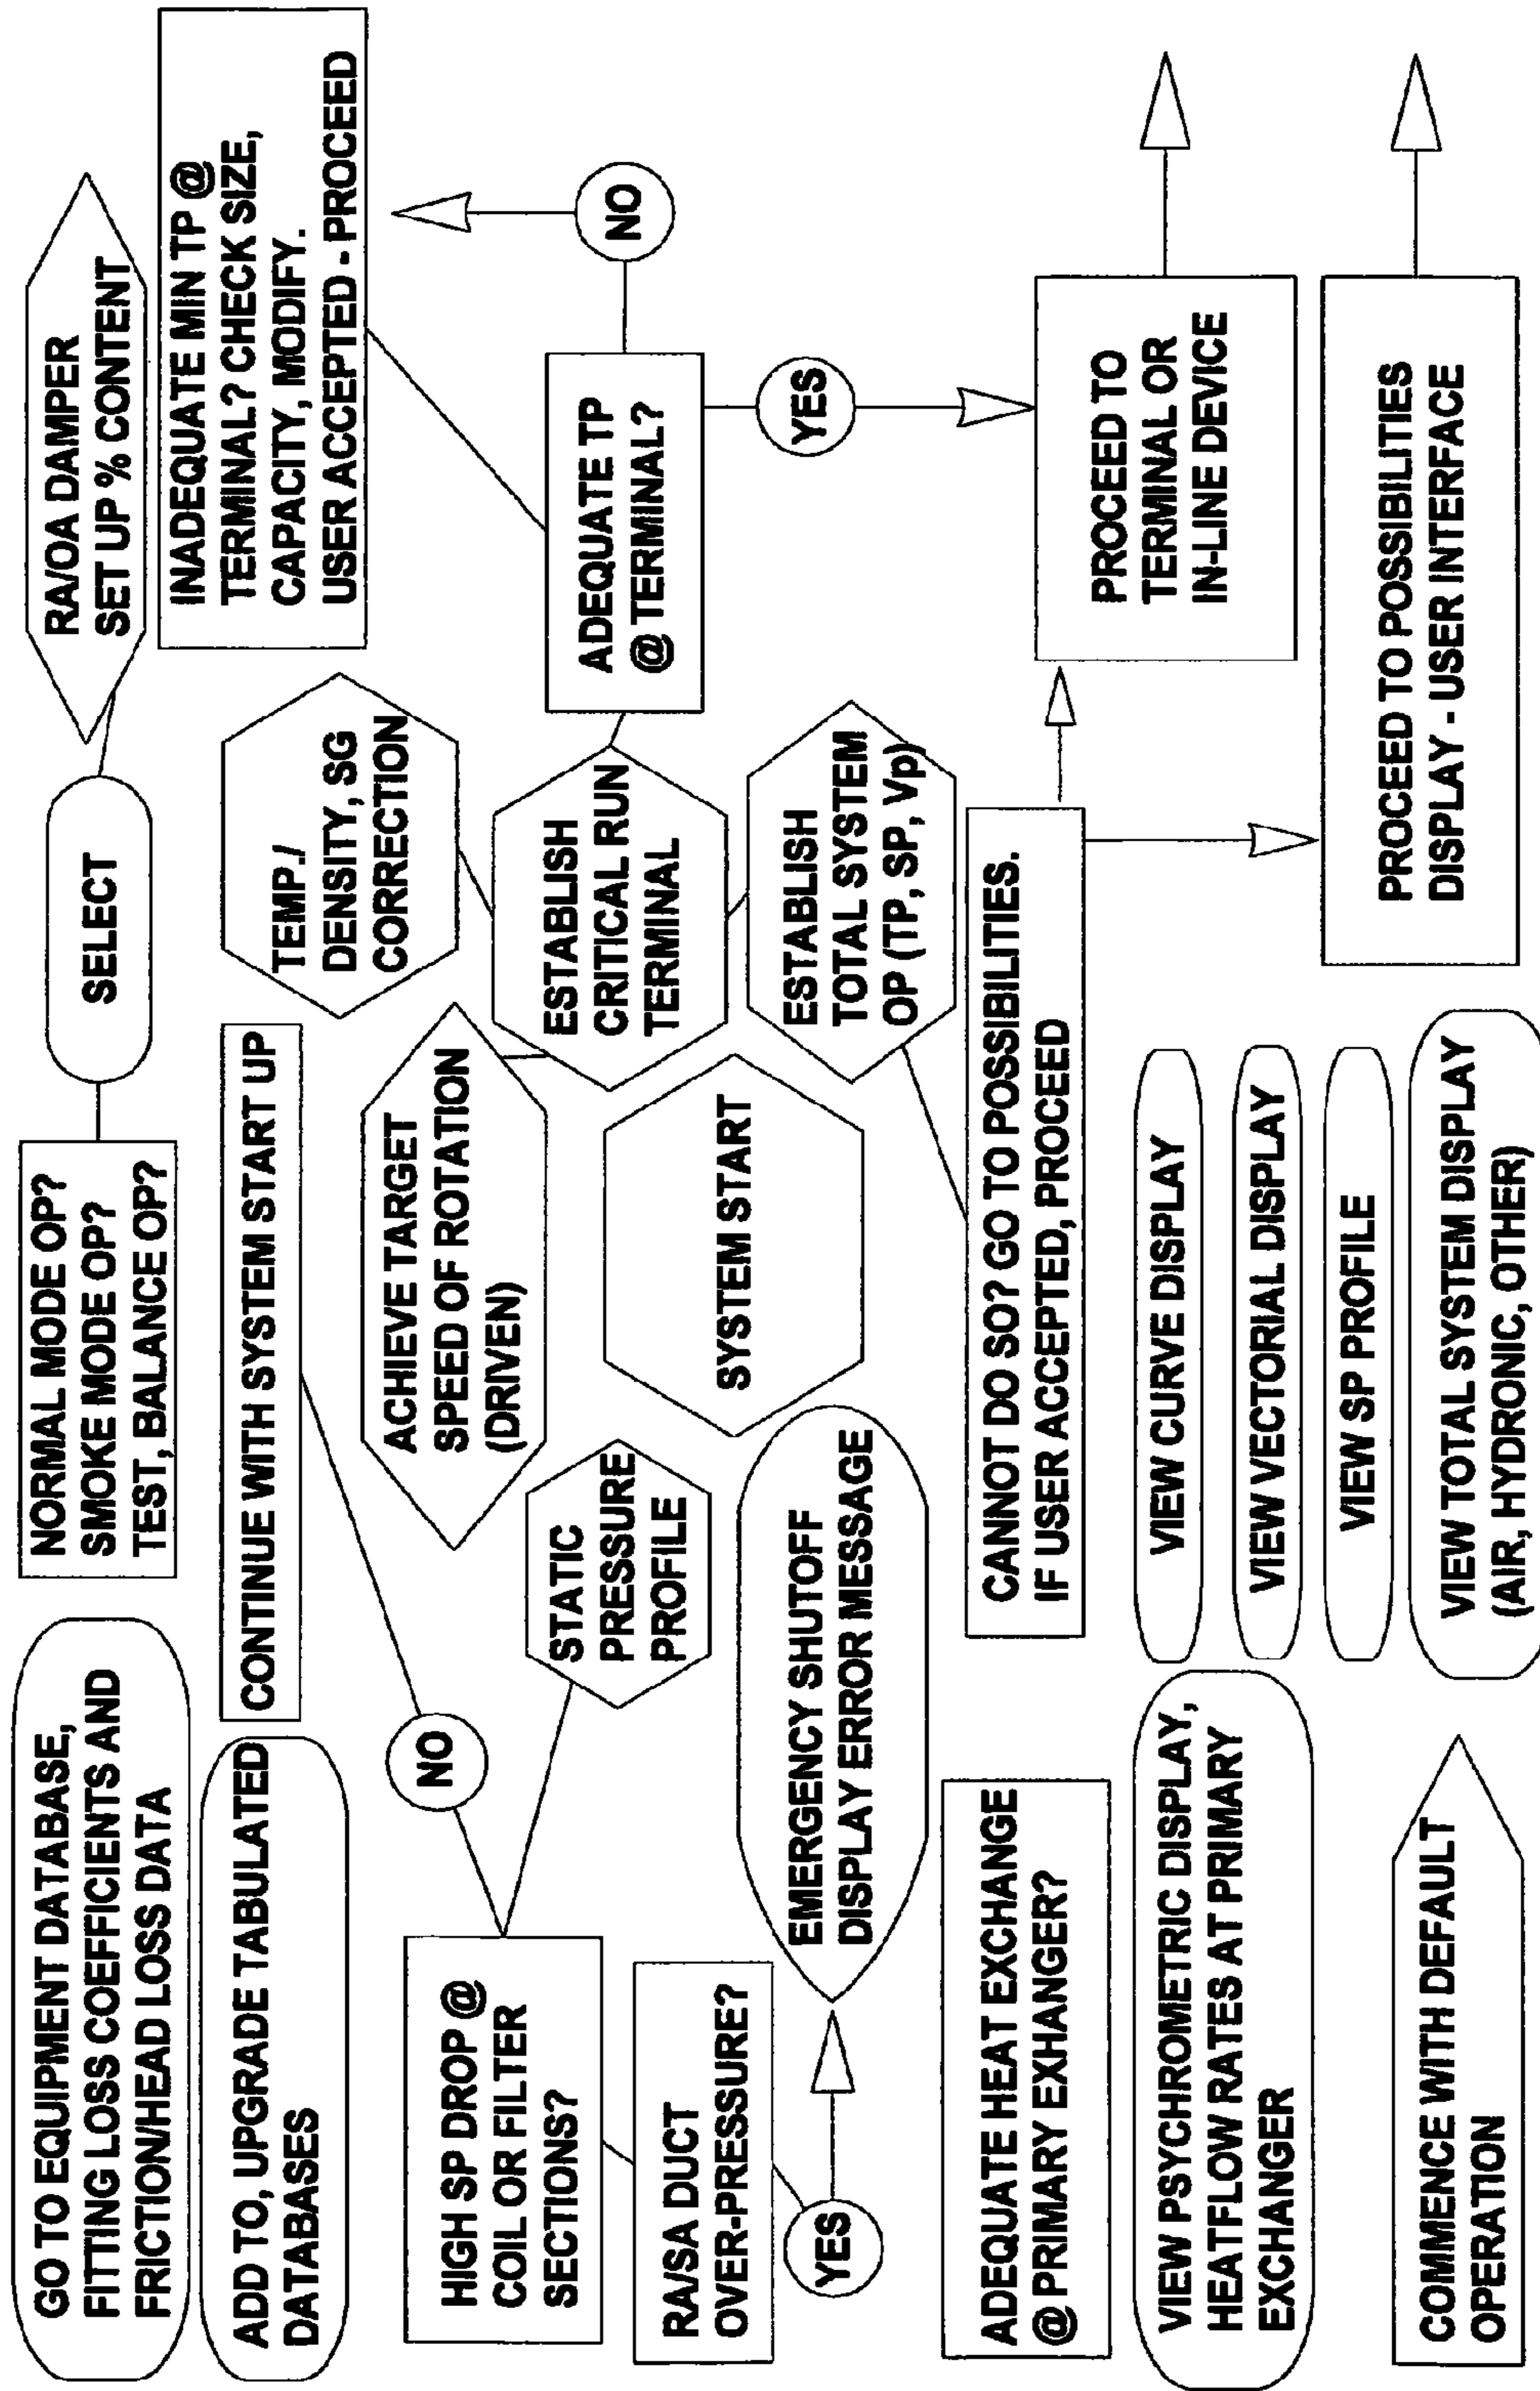 GO TO EQUIPMENT DATABASE,
FITTING LOSS COEFFICIENTS AND
FRICTION/HEAD LOSS DATA
NORMAL MODE OP?
SMOKE MODE OP?
TEST, BALANCE OP?
SELECT
RA/OA DAMPER
SET UP % CONTENT
ADD TO, UPGRADE TABULATED
DATABASES
CONTINUE WITH SYSTEM START UP
TEMP./
DENSITY, SG
CORRECTION
INADEQUATE MIN TP @
TERMINAL? CHECK SIZE,
CAPACITY, MODIFY.
USER ACCEPTED - PROCEED
NO
ACHIEVE TARGET
SPEED OF ROTATION
(DRIVEN)
HIGH SP DROP @
COIL OR FILTER
SECTIONS?
STATIC
PRESSURE
PROFILE
ESTABLISH
CRITICAL RUN
TERMINAL
ADEQUATE TP
@ TERMINAL?
NO
RA/SA DUCT
OVER-PRESSURE?
SYSTEM START
YES
EMERGENCY SHUTOFF
DISPLAY ERROR MESSAGE
ESTABLISH
TOTAL SYSTEM
OP (TP, SP, Vp)
YES
ADEQUATE HEAT EXCHANGE
@ PRIMARY EXHANGER?
CANNOT DO SO? GO TO POSSIBILITIES.
IF USER ACCEPTED, PROCEED
PROCEED TO
TERMINAL OR
IN-LINE DEVICE
VIEW PSYCHROMETRIC DISPLAY,
HEATFLOW RATES AT PRIMARY
EXCHANGER
VIEW CURVE DISPLAY
VIEW VECTORIAL DISPLAY
VIEW SP PROFILE
PROCEED TO POSSIBILITIES
DISPLAY - USER INTERFACE
COMMENCE WITH DEFAULT
OPERATION
VIEW TOTAL SYSTEM DISPLAY
(AIR, HYDRONIC, OTHER)